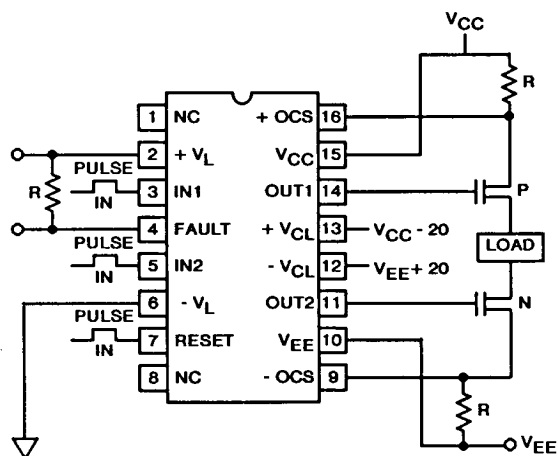 VCC
R
1 NC + OCS 16
2 + VL VCC 15
PULSE
IN
3 IN1 OUT1 14 P
R
4 FAULT + VCL 13 VCC - 20
LOAD
PULSE
IN
5 IN2 - VCL 12 VEE + 20
6 - VL OUT2 11 N
PULSE
IN
7 RESET VEE 10
8 NC - OCS 9
R
VEE